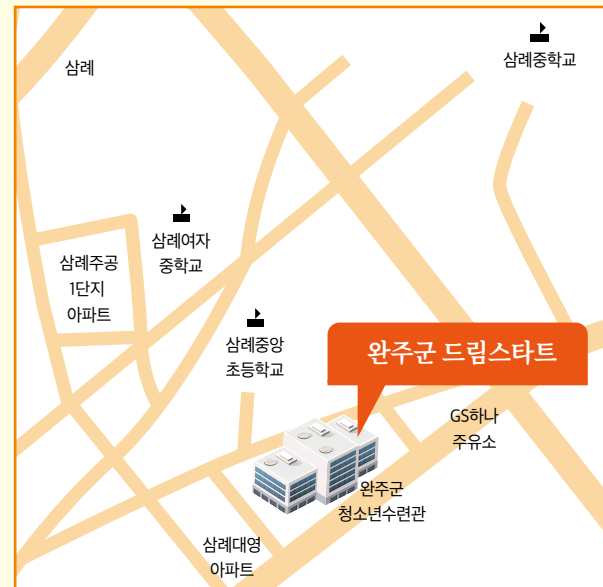 삼례중학교
삼례
삼례여자
중학교
삼례주공
1단지
아파트
삼례중앙
초등학교
완주군 드림스타트
GS하나
주유소
완주군
청소년수련관
삼례대영
아파트